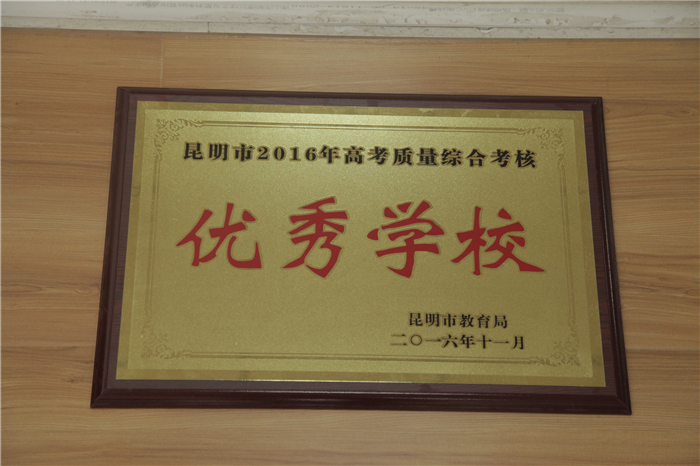 昆明市2016年高考质量综合考核
优秀学校
昆明市教育局
二〇一六年十一月